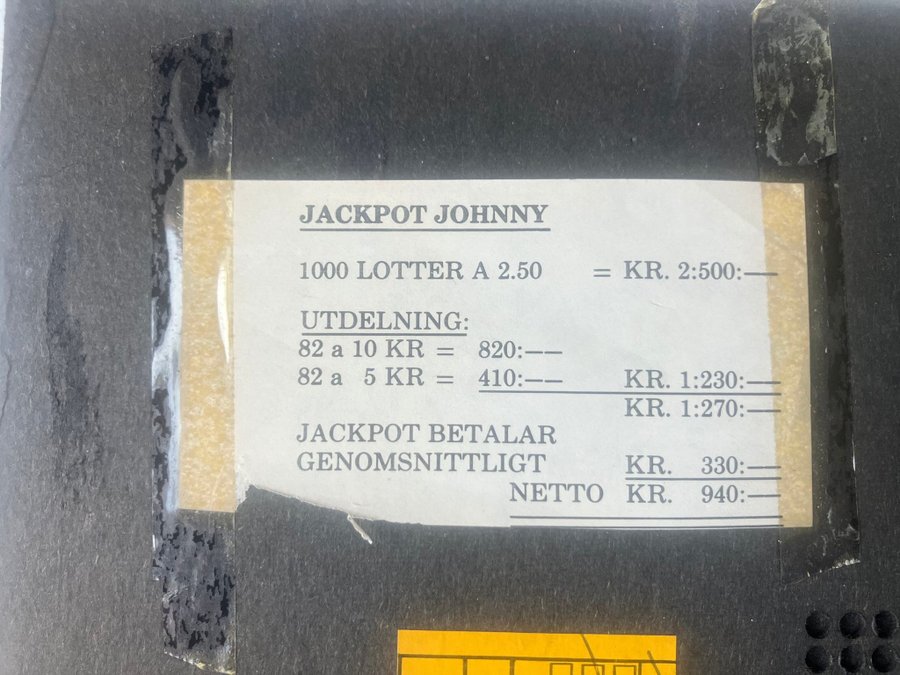 JACKPOT JOHNNY
1000 LOTTER A 2.50 = KR. 2:500:—
UTDELNING:
82 a 10 KR = 820:——
82 a 5 KR = 410:—— KR. 1:230:—
KR. 1:270:—
JACKPOT BETALAR
GENOMSNITTLIGT KR. 330:—
NETTO KR. 940:—